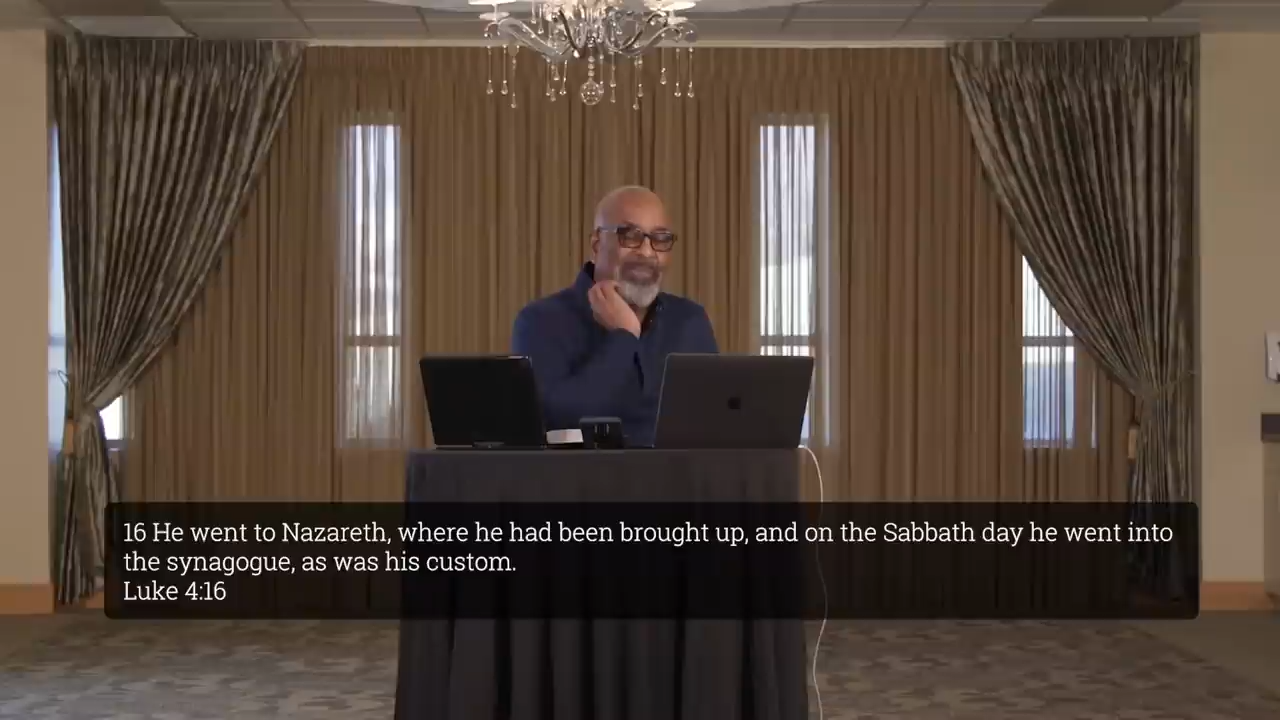 16 He went to Nazareth, where he had been brought up, and on the Sabbath day he went into
the synagogue, as was his custom.
Luke 4:16